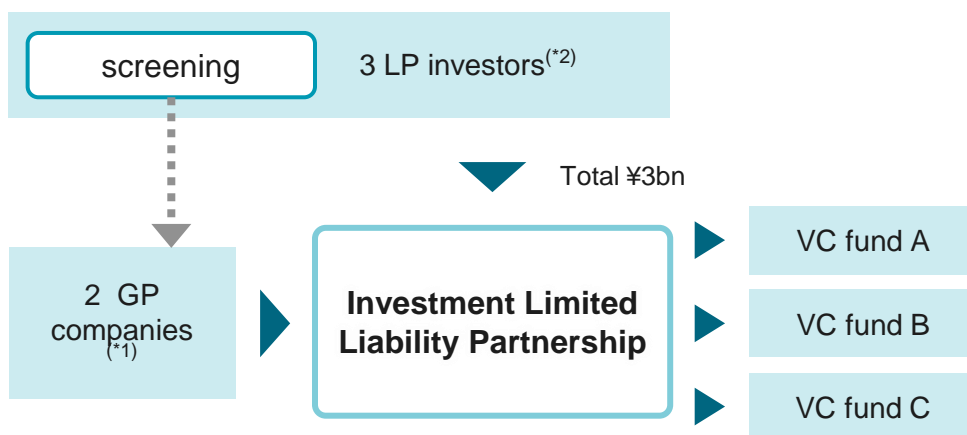 screening
3 LP investors(*2)
Total ¥3bn
2 GP
companies
(*1)
Investment Limited
Liability Partnership
VC fund A
VC fund B
VC fund C